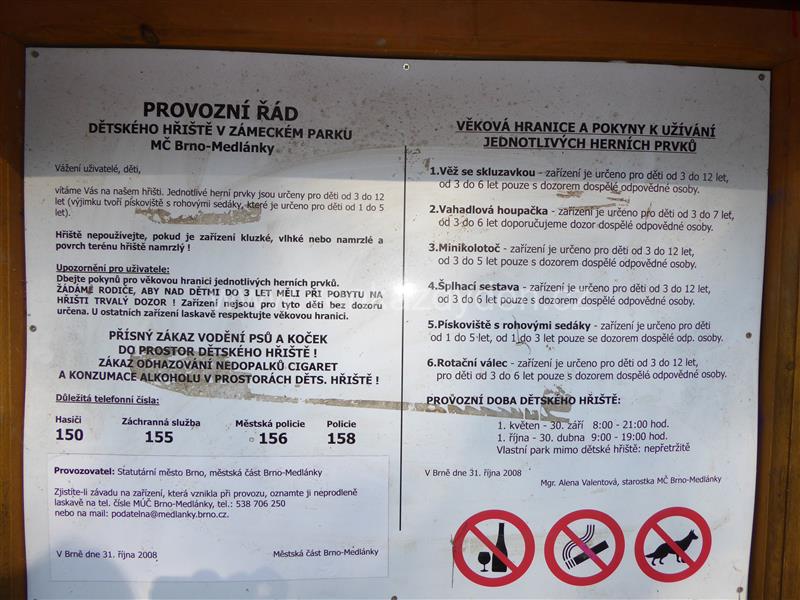 PROVOZNÍ ŘÁD
DĚTSKÉHO HŘIŠTĚ V ZÁMECKÉM PARKU
MČ Brno-Medlánky
Vážení uživatelé, děti,
vítáme Vás na našem hřišti. Jednotlivé herní prvky jsou určeny pro děti od 3 do 12
let (výjimku tvoří pískoviště s rohovými sedáky, které je určeno pro děti od 1 do 5
let).
Hřiště nepoužívejte, pokud je zařízení kluzké, vlhké nebo namrzlé a
povrch terénu hřiště namrzlý !
Upozornění pro uživatele:
Dbejte pokynů pro věkovou hranici jednotlivých herních prvků.
ŽÁDÁME RODIČE, ABY NAD DĚTMI DO 3 LET MĚLI PŘI POBYTU NA
HŘIŠTI TRVALÝ DOZOR ! Zařízení nejsou pro tyto děti bez dozoru
určena. U ostatních zařízení laskavě respektujte věkovou hranici.
PŘÍSNÝ ZÁKAZ VODĚNÍ PSŮ A KOČEK
DO PROSTOR DĚTSKÉHO HŘIŠTĚ !
ZÁKAZ ODHAZOVÁNÍ NEDOPALKŮ CIGARET
A KONZUMACE ALKOHOLU V PROSTORÁCH DĚTS. HŘIŠTĚ !
Důležitá telefonní čísla:
Hasiči Záchranná služba Městská policie Policie
150 155 156 158
Provozovatel: Statutární město Brno, městská část Brno-Medlánky
Zjistíte-li závadu na zařízení, která vznikla při provozu, oznamte ji neprodleně
laskavě na tel. čísle MÚČ Brno-Medlánky, tel.: 538 706 250
nebo na mail: podatelna@medlanky.brno.cz.
V Brně dne 31. října 2008 Městská část Brno-Medlánky
VĚKOVÁ HRANICE A POKYNY K UŽÍVÁNÍ
JEDNOTLIVÝCH HERNÍCH PRVKŮ
1.Věž se skluzavkou - zařízení je určeno pro děti od 3 do 12 let,
od 3 do 6 let pouze s dozorem dospělé odpovědné osoby.
2.Vahadlová houpačka - zařízení je určeno pro děti od 3 do 7 let,
od 3 do 6 let doporučujeme dozor dospělé odpovědné osoby.
3.Minikolotoč - zařízení je určeno pro děti od 3 do 12 let,
od 3 do 5 let pouze s dozorem dospělé odpovědné osoby.
4.Šplhací sestava - zařízení je určeno pro děti od 3 do 12 let,
od 3 do 6 let pouze s dozorem dospělé odpovědné osoby.
5.Pískoviště s rohovými sedáky - zařízení je určeno pro děti
od 1 do 5 let, od 1 do 3 let pouze se dozorem dospělé odp. osoby.
6.Rotační válec - zařízení je určeno pro děti od 3 do 12 let,
pro děti od 3 do 6 let pouze s dozorem dospělé odpovědné osoby.
PROVOZNÍ DOBA DĚTSKÉHO HŘIŠTĚ:
1. květen - 30. září 8:00 - 21:00 hod.
1. října - 30. dubna 9:00 - 19:00 hod.
Vlastní park mimo dětské hřiště: nepřetržitě
V Brně dne 31. října 2008
Mgr. Alena Valentová, starostka MČ Brno-Medlánky